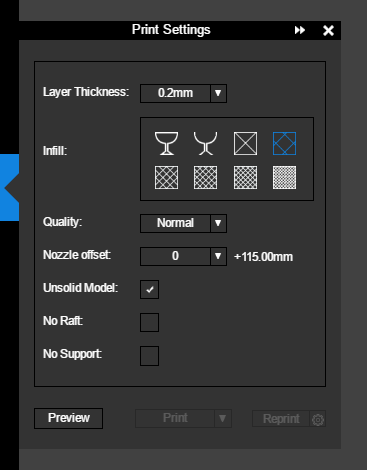 Print Settings
Layer Thickness: 0.2mm
Infill:
Quality: Normal
Nozzle offset: 0 +115.00mm
Unsolid Model:
No Raft:
No Support:
Preview Print Reprint